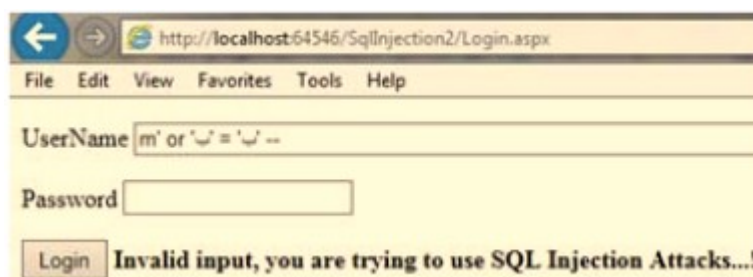 http://localhost:64546/SqlInjection2/Login.aspx
File Edit View Favorites Tools Help
UserName m' or '' = '' --
Password
Login Invalid input, you are trying to use SQL Injection Attacks...